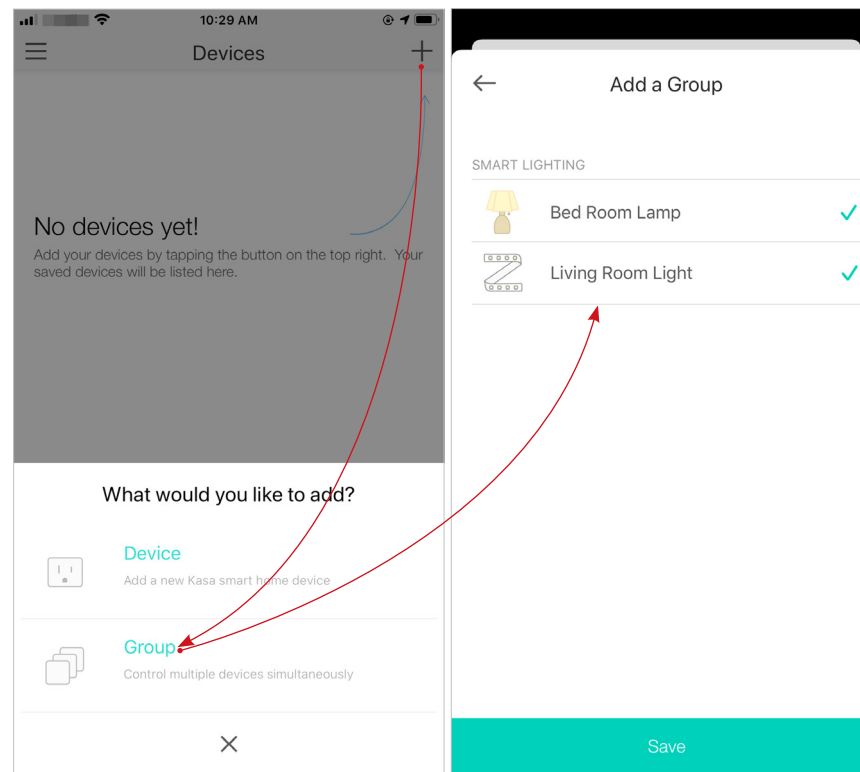 10:29 AM
Devices
No devices yet!
Add your devices by tapping the button on the top right. Your
saved devices will be listed here.
What would you like to add?
Device
Add a new Kasa smart home device
Group
Control multiple devices simultaneously
Add a Group
SMART LIGHTING
Bed Room Lamp
Living Room Light
Save